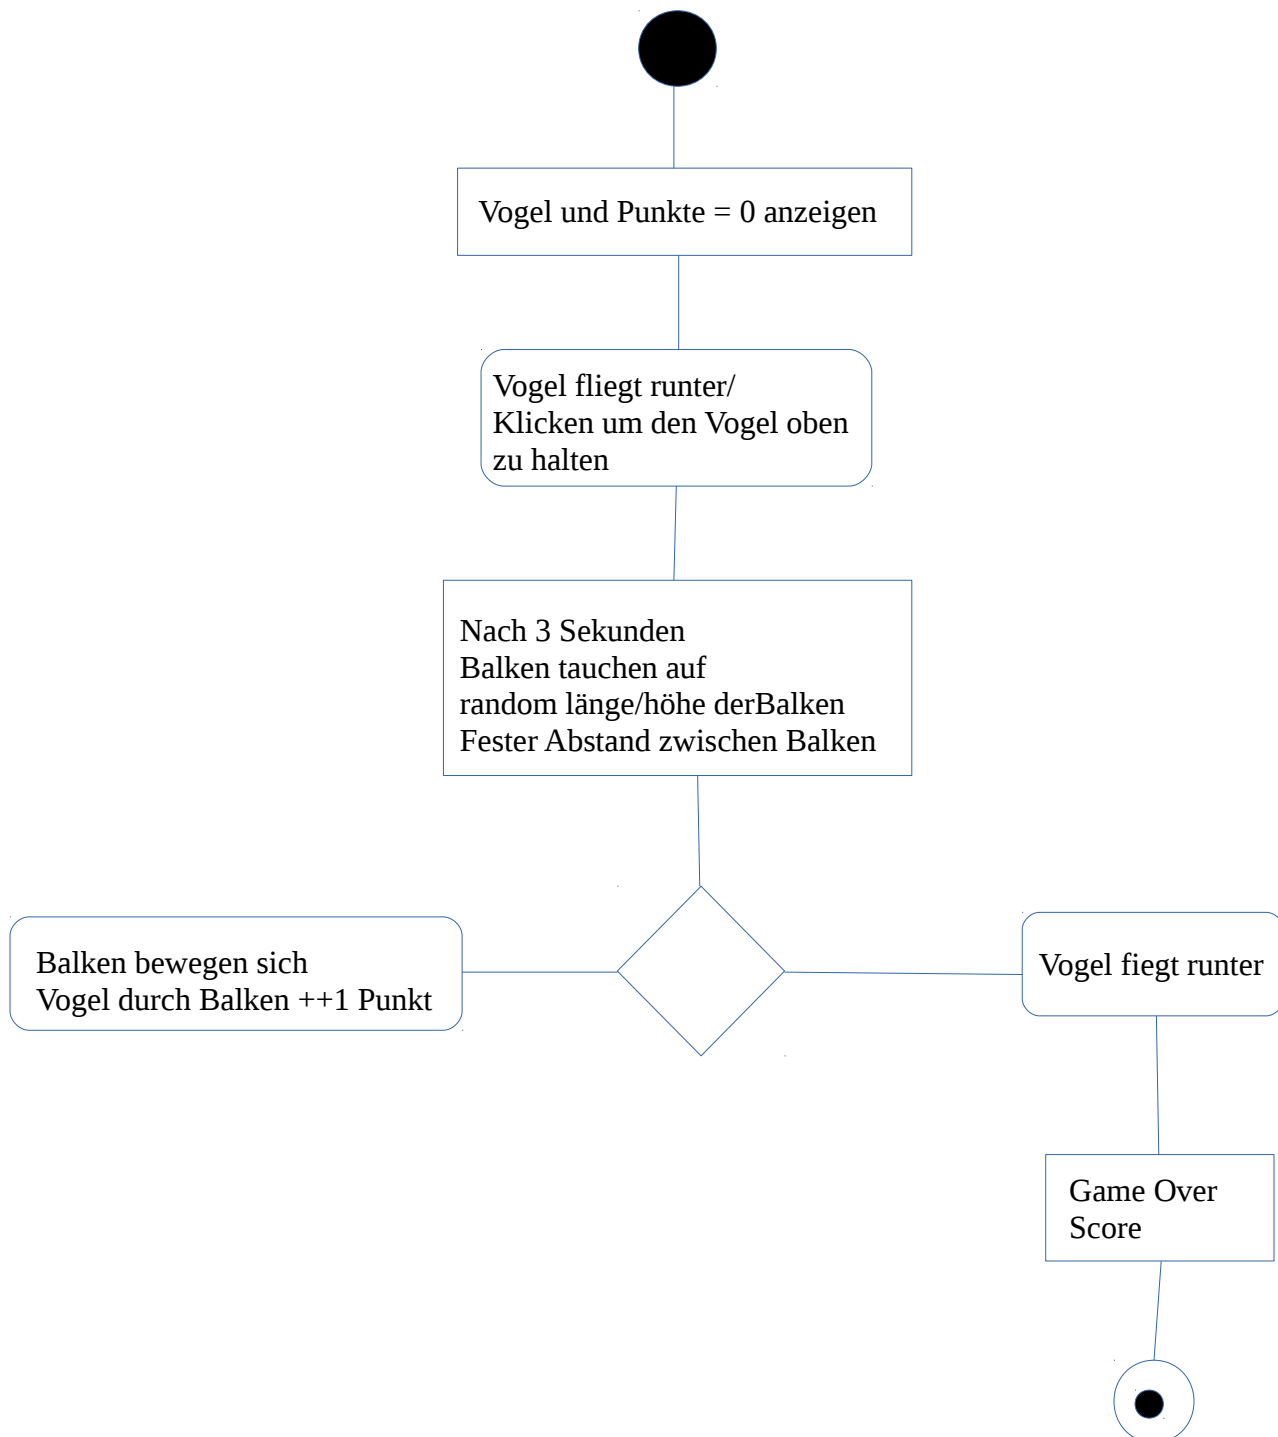 Vogel und Punkte = 0 anzeigen
Vogel fliegt runter/
Klicken um den Vogel oben
zu halten
Nach 3 Sekunden
Balken tauchen auf
random länge/höhe derBalken
Fester Abstand zwischen Balken
Balken bewegen sich
Vogel durch Balken ++1 Punkt
Vogel fiegt runter
Game Over
Score